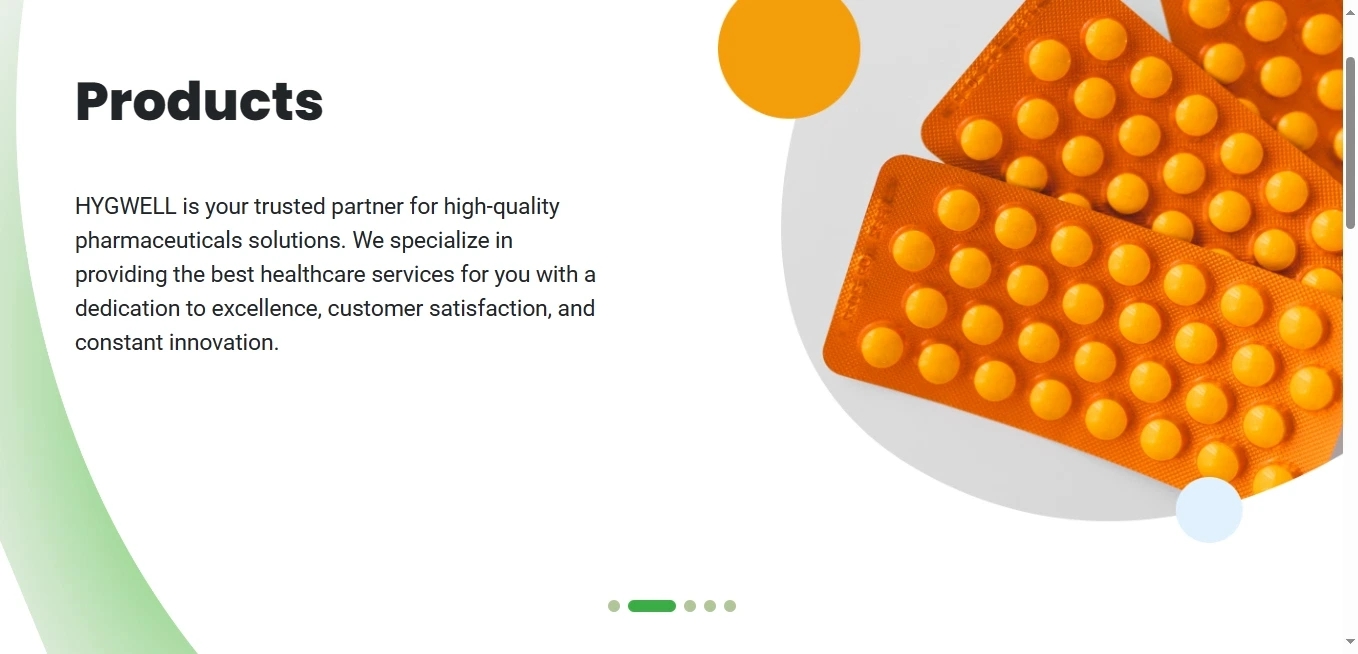 Products
HYGWELL is your trusted partner for high-quality
pharmaceuticals solutions. We specialize in
providing the best healthcare services for you with a
dedication to excellence, customer satisfaction, and
constant innovation.